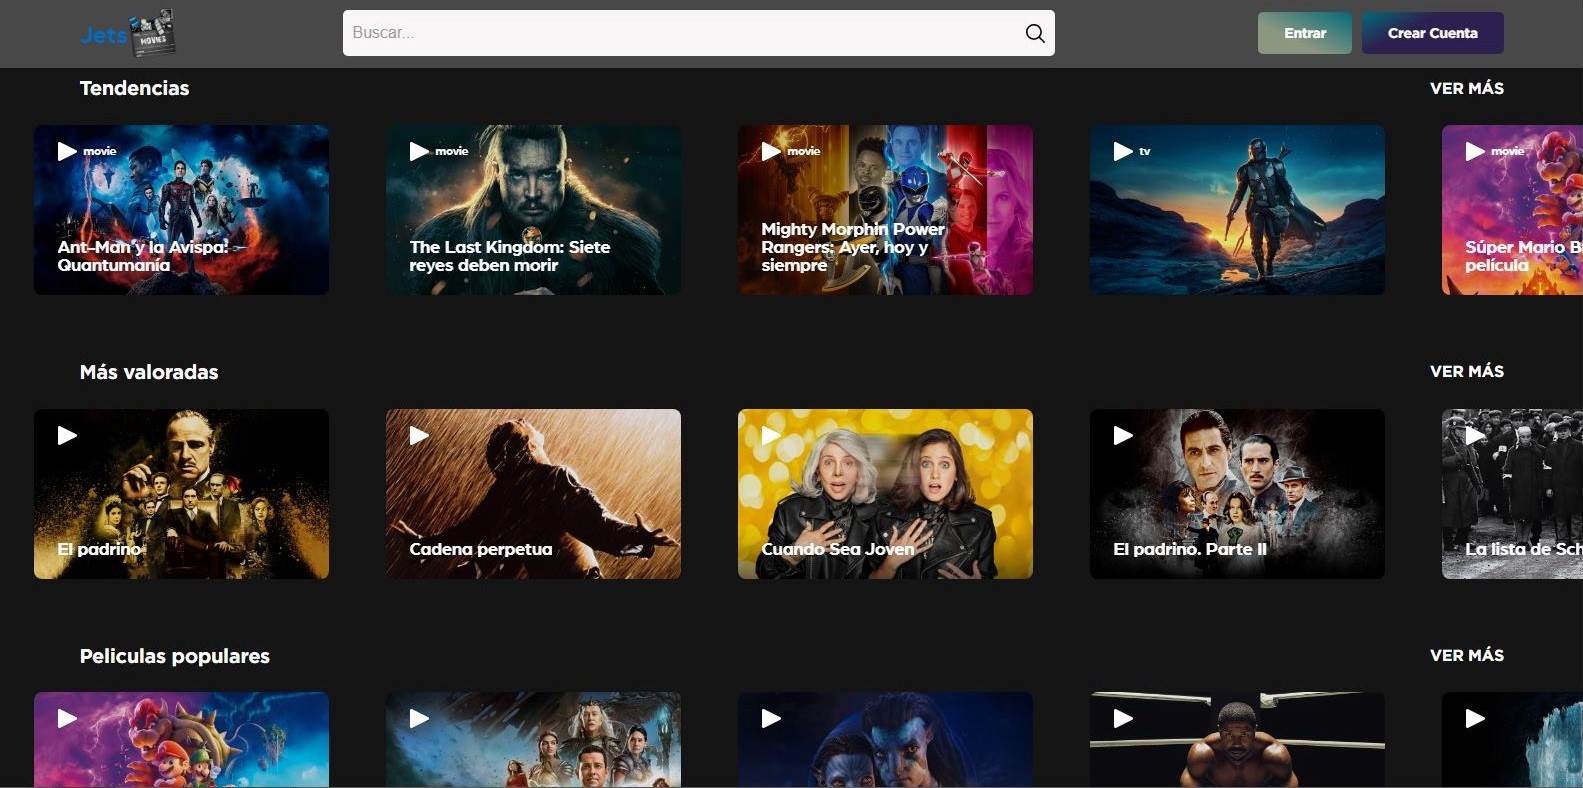 Jets
MOVIES
Buscar...
Entrar
Crear Cuenta
Tendencias
VER MÁS
movie
Ant-Man y la Avispa:
Quantumanía
movie
The Last Kingdom: Siete
reyes deben morir
movie
Mighty Morphin Power
Rangers: Ayer, hoy y
siempre
tv
movie
Súper Mario B
película
Más valoradas
VER MÁS
El padrino
Cadena perpetua
Cuando Sea Joven
El padrino. Parte II
La lista de Sch
Peliculas populares
VER MÁS